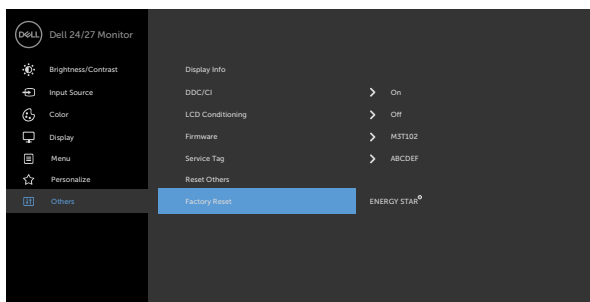 DELL Dell 24/27 Monitor
Brightness/Contrast Display Info
Input Source DDC/CI On
Color LCD Conditioning Off
Display Firmware M3T102
Menu Service Tag ABCDEF
Personalize Reset Others
Others Factory Reset ENERGY STAR®